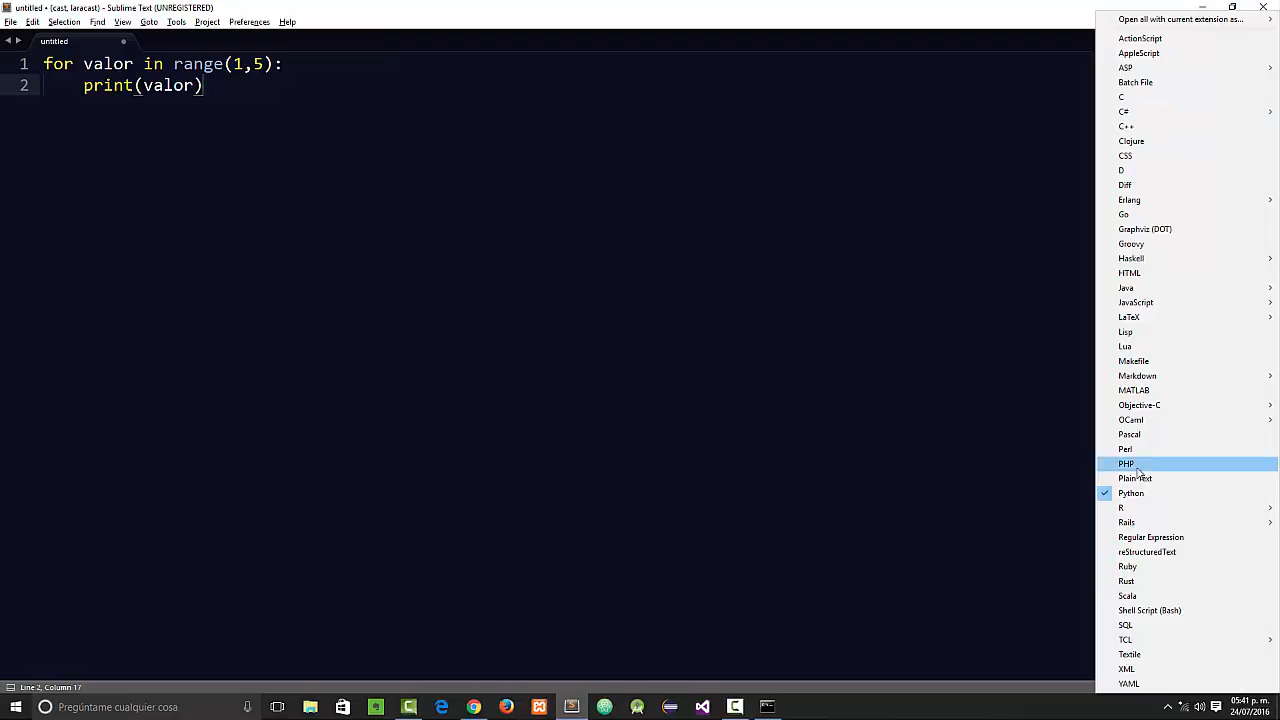 untitled • (cast, laracast) - Sublime Text (UNREGISTERED)
File Edit Selection Find View Goto Tools Project Preferences Help
untitled
1 for valor in range(1,5):
2 print(valor)
Open all with current extension as...
ActionScript
AppleScript
ASP
Batch File
C
C#
C++
Clojure
CSS
D
Diff
Erlang
Go
Graphviz (DOT)
Groovy
Haskell
HTML
Java
JavaScript
LaTeX
Lisp
Lua
Makefile
Markdown
MATLAB
Objective-C
OCaml
Pascal
Perl
PHP
Plain Text
Python
R
Rails
Regular Expression
reStructuredText
Ruby
Rust
Scala
Shell Script (Bash)
SQL
TCL
Textile
XML
YAML
Line 2, Column 17
Pregúntame cualquier cosa
05:41 p. m.
24/07/2016